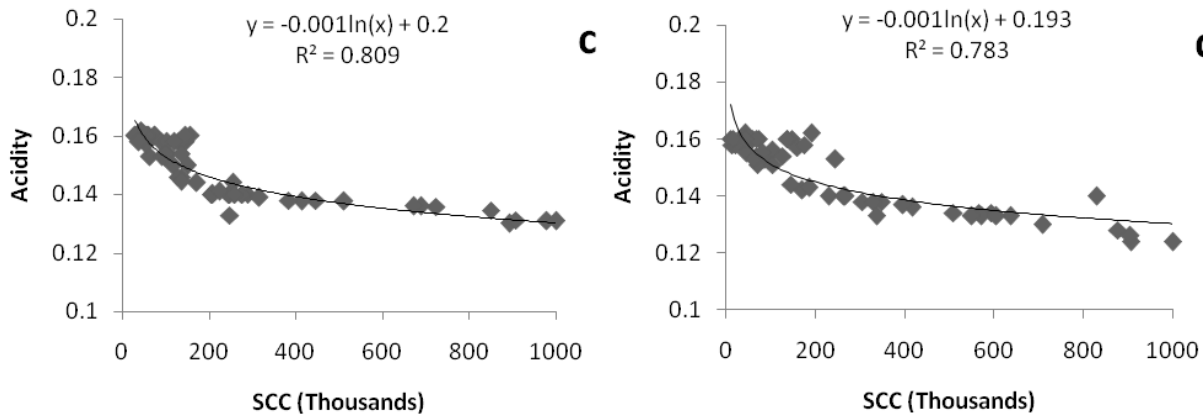 y = -0.001ln(x) + 0.2
R² = 0.809
c
0.2
0.18
0.16
0.14
0.12
0.1
Acidity
0 200 400 600 800 1000
SCC (Thousands)
y = -0.001ln(x) + 0.193
R² = 0.783
0.2
0.18
0.16
0.14
0.12
0.1
Acidity
0 200 400 600 800 1000
SCC (Thousands)